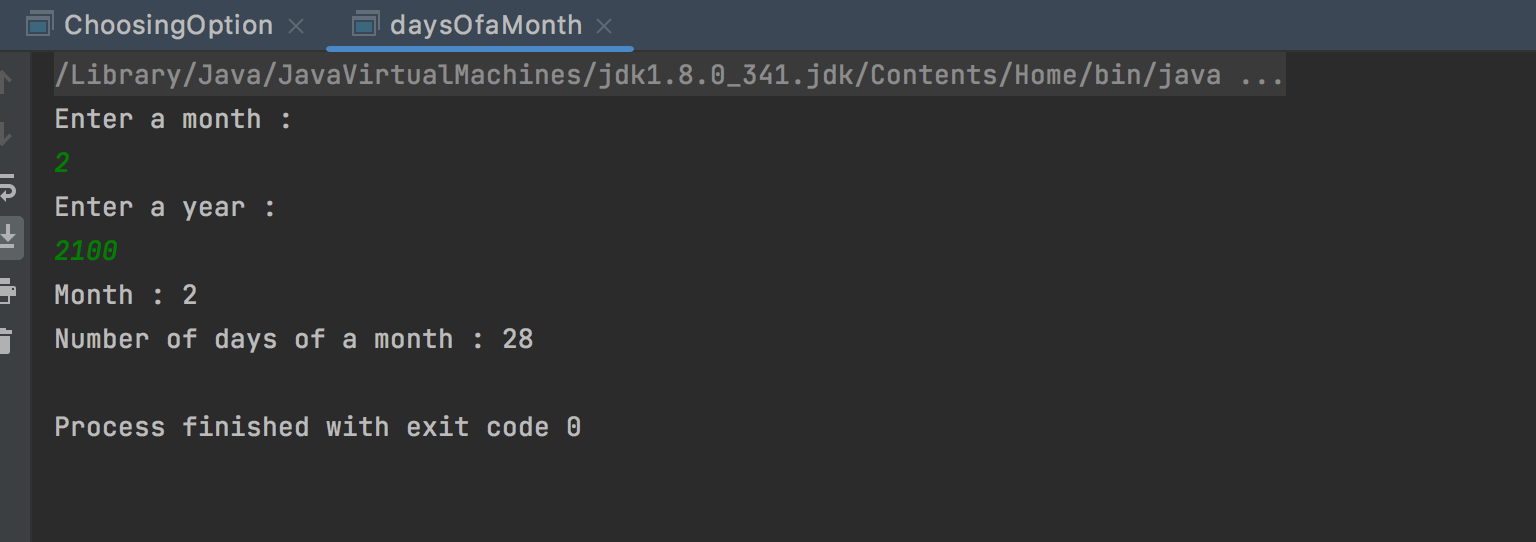 ChoosingOption daysOfaMonth
/Library/Java/JavaVirtualMachines/jdk1.8.0_341.jdk/Contents/Home/bin/java ...
Enter a month :
2
Enter a year :
2100
Month : 2
Number of days of a month : 28
Process finished with exit code 0